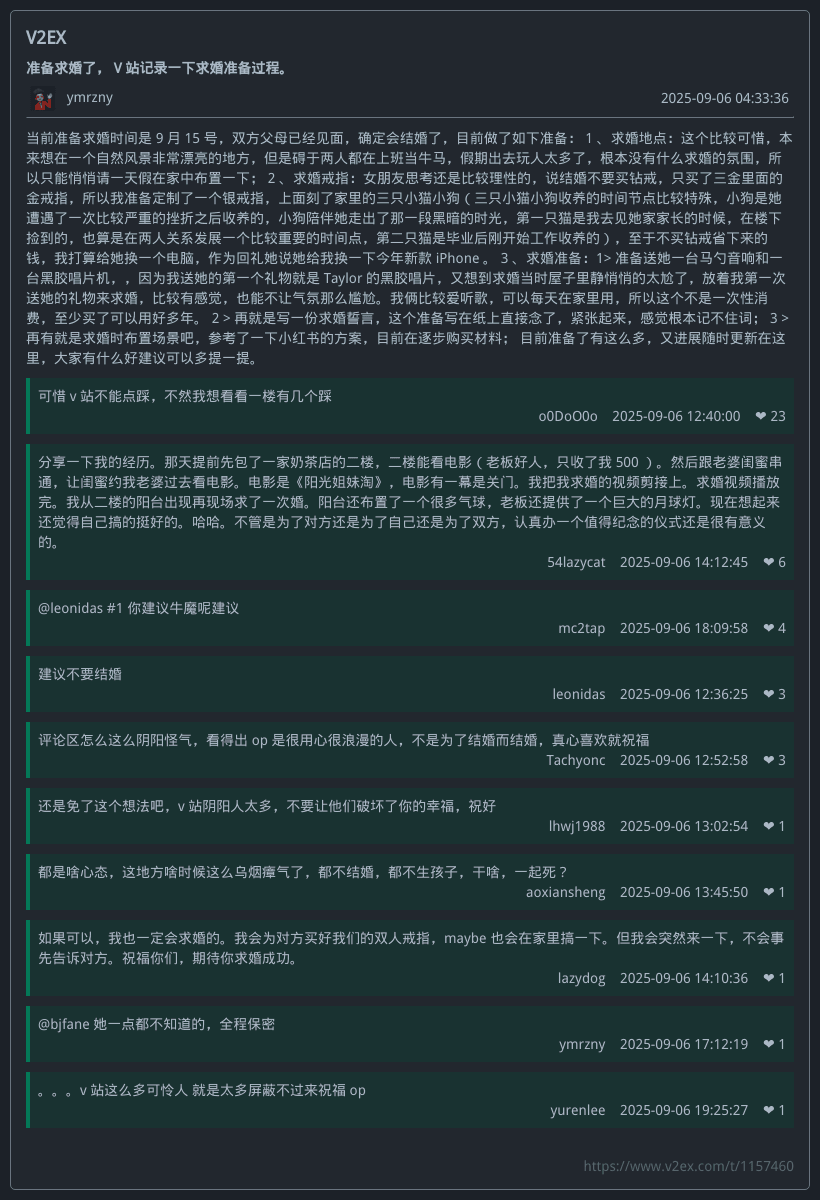 V2EX
准备求婚了， V 站记录一下求婚准备过程。
ymrzny 2025-09-06 04:33:36
当前准备求婚时间是 9 月 15 号，双方父母已经见面，确定会结婚了，目前做了如下准备： 1 、求婚地点：这个比较可惜，本
来想在一个自然风景非常漂亮的地方，但是碍于两人都在上班当牛马，假期出去玩人太多了，根本没有什么求婚的氛围，所
以只能悄悄请一天假在家中布置一下； 2 、求婚戒指：女朋友思考还是比较理性的，说结婚不要买钻戒，只买了三金里面的
金戒指，所以我准备定制了一个银戒指，上面刻了家里的三只小猫小狗（ 三只小猫小狗收养的时间节点比较特殊，小狗是她
遭遇了一次比较严重的挫折之后收养的，小狗陪伴她走出了那一段黑暗的时光，第一只猫是我去见她家家长的时候，在楼下
捡到的，也算是在两人关系发展一个比较重要的时间点，第二只猫是毕业后刚开始工作收养的 ），至于不买钻戒省下来的
钱，我打算给她换一个电脑，作为回礼她说她给我换一下今年新款 iPhone 。 3 、求婚准备：1> 准备送她一台马勺音响和一
台黑胶唱片机，，因为我送她的第一个礼物就是 Taylor 的黑胶唱片，又想到求婚当时屋子里静悄悄的太尬了，放着我第一次
送她的礼物来求婚，比较有感觉，也能不让气氛那么尴尬。我俩比较爱听歌，可以每天在家里用，所以这个不是一次性消
费，至少买了可以用好多年。 2 > 再就是写一份求婚誓言，这个准备写在纸上直接念了，紧张起来，感觉根本记不住词； 3 >
再有就是求婚时布置场景吧，参考了一下小红书的方案，目前在逐步购买材料； 目前准备了有这么多，又进展随时更新在这
里，大家有什么好建议可以多提一提。
可惜 v 站不能点踩，不然我想看看一楼有几个踩
o0DoO0o 2025-09-06 12:40:00 ❤ 23
分享一下我的经历。那天提前先包了一家奶茶店的二楼，二楼能看电影（ 老板好人，只收了我 500 ）。然后跟老婆闺蜜串
通，让闺蜜约我老婆过去看电影。电影是《阳光姐妹淘》，电影有一幕是关门。我把我求婚的视频剪接上。求婚视频播放
完。我从二楼的阳台出现再现场求了一次婚。阳台还布置了一个很多气球，老板还提供了一个巨大的月球灯。现在想起来
还觉得自己搞的挺好的。哈哈。不管是为了对方还是为了自己还是为了双方，认真办一个值得纪念的仪式还是很有意义
的。
54lazycat 2025-09-06 14:12:45 ❤ 6
@leonidas #1 你建议牛魔呢建议
mc2tap 2025-09-06 18:09:58 ❤ 4
建议不要结婚
leonidas 2025-09-06 12:36:25 ❤ 3
评论区怎么这么阴阳怪气，看得出 op 是很用心很浪漫的人，不是为了结婚而结婚，真心喜欢就祝福
Tachyonc 2025-09-06 12:52:58 ❤ 3
还是免了这个想法吧，v 站阴阳人太多，不要让他们破坏了你的幸福，祝好
lhwj1988 2025-09-06 13:02:54 ❤ 1
都是啥心态，这地方啥时候这么乌烟瘴气了，都不结婚，都不生孩子，干啥，一起死？
aoxiansheng 2025-09-06 13:45:50 ❤ 1
如果可以，我也一定会求婚的。我会为对方买好我们的双人戒指，maybe 也会在家里搞一下。但我会突然来一下，不会事
先告诉对方。祝福你们，期待你求婚成功。
lazydog 2025-09-06 14:10:36 ❤ 1
@bjfane 她一点都不知道的，全程保密
ymrzny 2025-09-06 17:12:19 ❤ 1
。。。v 站这么多可怜人 就是太多屏蔽不过来祝福 op
yurenlee 2025-09-06 19:25:27 ❤ 1
https://www.v2ex.com/t/1157460